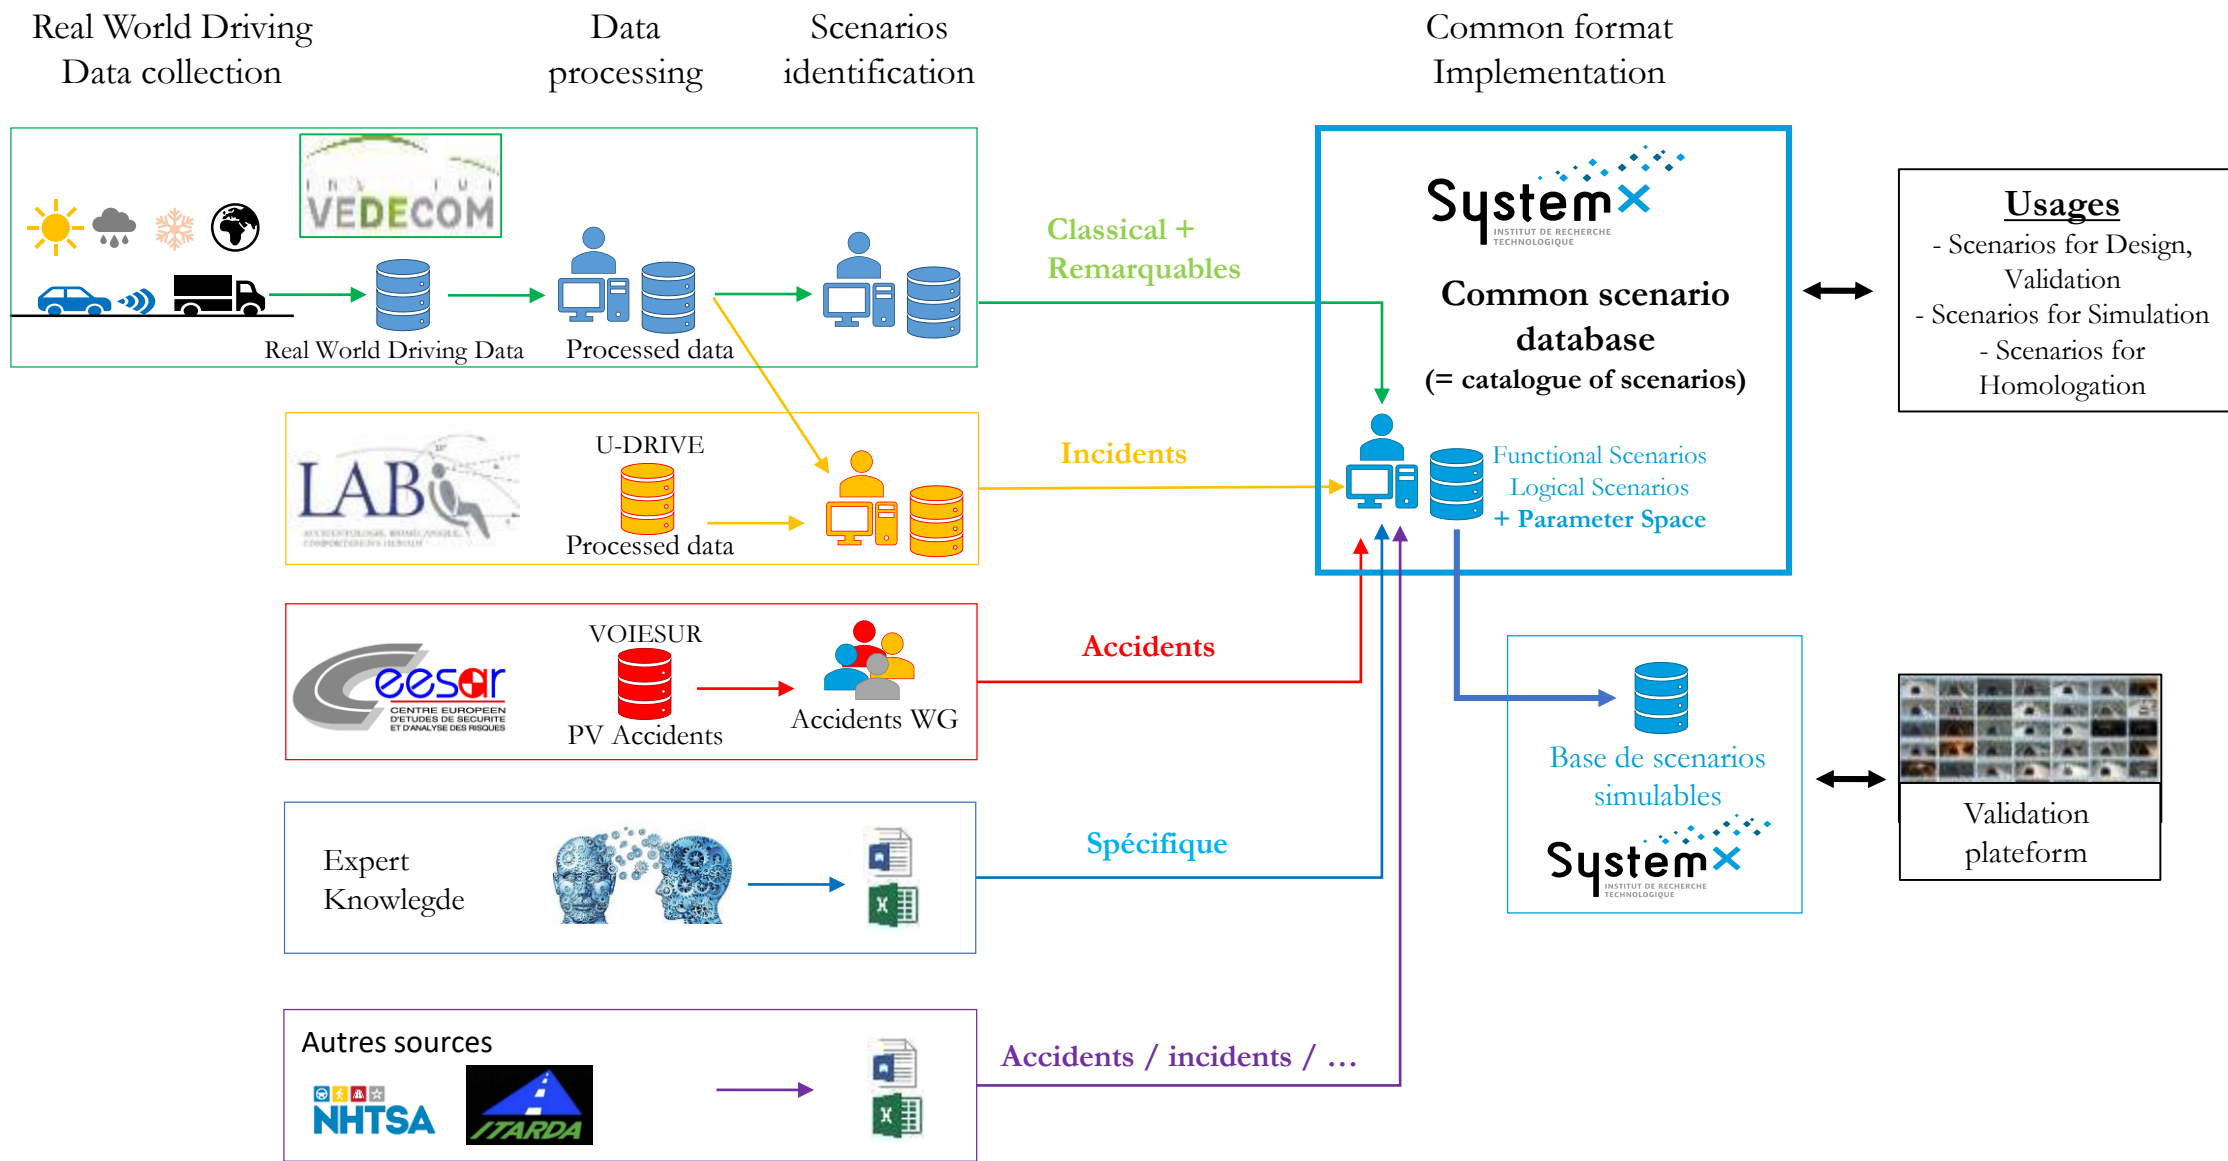 Real World Driving
Data collection
Data
processing
Scenarios
identification
Common format
Implementation
VEDECOM
Real World Driving Data
Processed data
Classical +
Remarquables
Systemx
INSTITUT DE RECHERCHE
TECHNOLOGIQUE
Common scenario
database
(= catalogue of scenarios)
Functional Scenarios
Logical Scenarios
+ Parameter Space
Usages
- Scenarios for Design,
Validation
- Scenarios for Simulation
- Scenarios for
Homologation
LAB
U-DRIVE
Processed data
Incidents
eesar
CENTRE EUROPEEN
D'ETUDES DE SECURITE
ET D'ANALYSE DES RISQUES
VOIESUR
PV Accidents
Accidents WG
Accidents
Base de scenarios
simulables
Systemx
INSTITUT DE RECHERCHE
TECHNOLOGIQUE
Validation
plateform
Expert
Knowlegde
Spécifique
Autres sources
NHTSA
ITARDA
Accidents / incidents / …